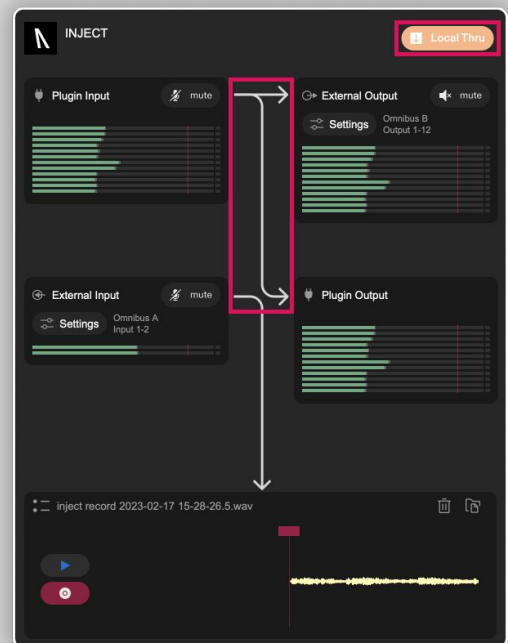 INJECT
Local Thru
Plugin Input
mute
External Output
mute
Settings
Omnibus B
Output 1-12
External Input
mute
Settings
Omnibus A
Input 1-2
Plugin Output
inject record 2023-02-17 15-28-26.5.wav